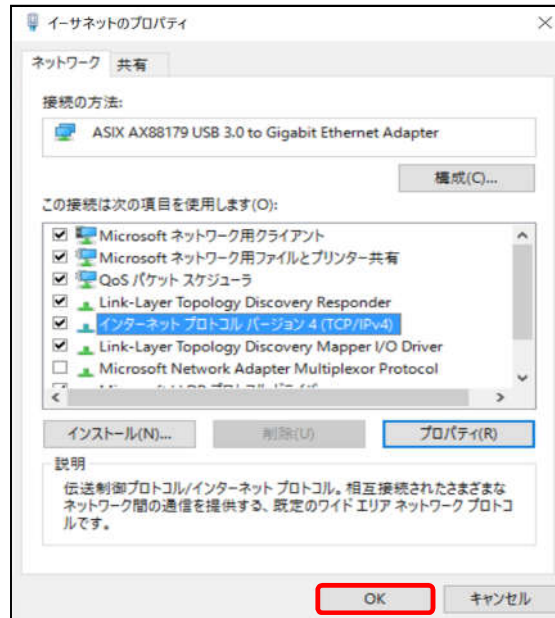 イーサネットのプロパティ
ネットワーク 共有
接続の方法:
ASIX AX88179 USB 3.0 to Gigabit Ethernet Adapter
構成(C)...
この接続は次の項目を使用します(O):
Microsoft ネットワーク用クライアント
Microsoft ネットワーク用ファイルとプリンター共有
QoS パケット スケジューラ
Link-Layer Topology Discovery Responder
インターネット プロトコル バージョン 4 (TCP/IPv4)
Link-Layer Topology Discovery Mapper I/O Driver
Microsoft Network Adapter Multiplexor Protocol
インストール(N)... 削除(U) プロパティ(R)
説明
伝送制御プロトコル/インターネット プロトコル。相互接続されたさまざまな
ネットワーク間の通信を提供する、既定のワイド エリア ネットワーク プロトコ
ルです。
OK キャンセル